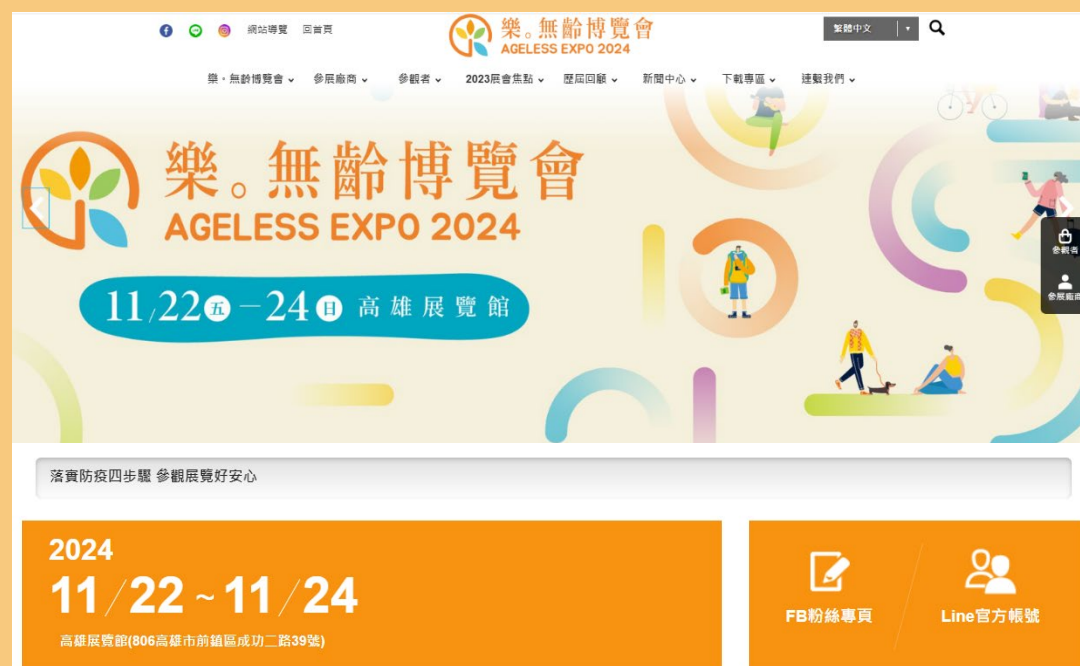 網站導覽 回首頁
樂。無齡博覽會
AGELESS EXPO 2024
繁體中文
樂・無齡博覽會 參展廠商 參觀者 2023展會焦點 歷屆回顧 新聞中心 下載專區 連繫我們
樂。無齡博覽會
AGELESS EXPO 2024
11/22五－24日 高雄展覽館
參觀者
參展廠商
落實防疫四步驟 參觀展覽好安心
2024
11/22 ~ 11/24
高雄展覽館(806高雄市前鎮區成功二路39號)
FB粉絲專頁
Line官方帳號